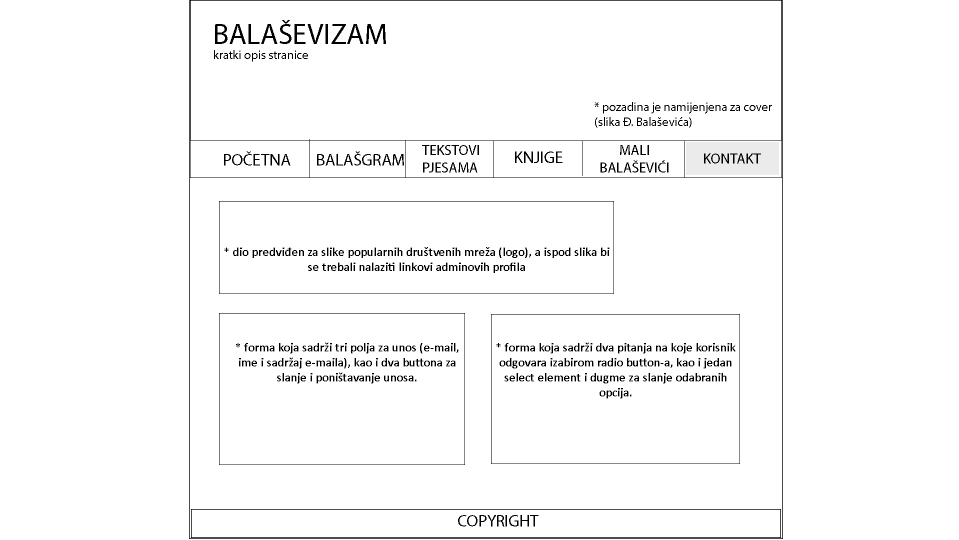 BALAŠEVIZAM
kratki opis stranice
* pozadina je namijenjena za cover
(slika Đ. Balaševića)
POČETNA
BALAŠGRAM
TEKSTOVI
PJESAMA
KNJIGE
MALI
BALAŠEVIĆI
KONTAKT
* dio predviđen za slike popularnih društvenih mreža (logo), a ispod slika bi
se trebali nalaziti linkovi adminovih profila
* forma koja sadrži tri polja za unos (e-mail,
ime i sadržaj e-maila), kao i dva buttona za
slanje i poništavanje unosa.
* forma koja sadrži dva pitanja na koje korisnik
odgovara izabirom radio button-a, kao i jedan
select element i dugme za slanje odabranih
opcija.
COPYRIGHT